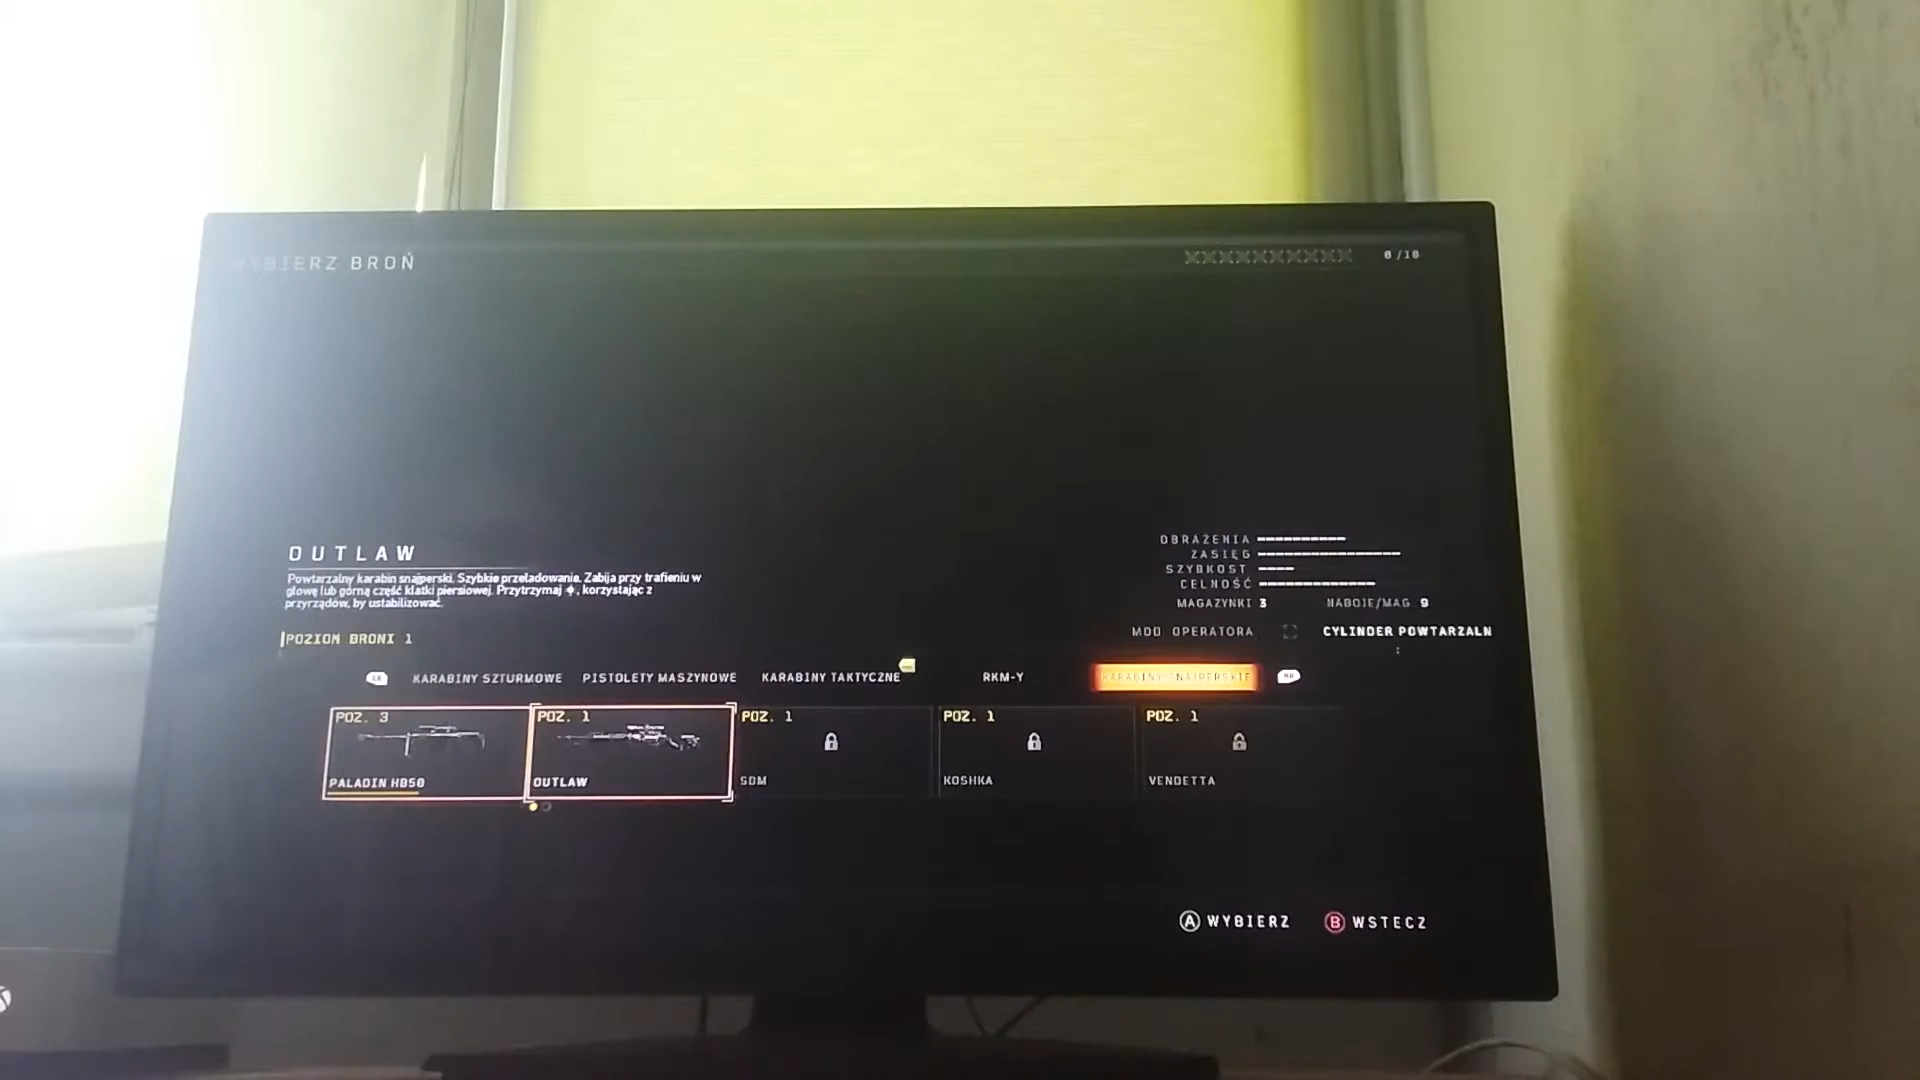 WYBIERZ BROŃ
0/10
OUTLAW
Powtarzalny karabin snajperski. Szybkie przeładowanie. Zabija przy trafieniu w
głowę lub górną część klatki piersiowej. Przytrzymaj , korzystając z
przyrządów, by ustabilizować.
POZIOM BRONI 1
OBRAŻENIA
ZASIĘG
SZYBKOST
CELNOŚĆ
MAGAZYNKI 3 NABOJE/MAG 9
MOD OPERATORA CYLINDER POWTARZALN
KARABINY SZTURMOWE PISTOLETY MASZYNOWE KARABINY TAKTYCZNE RKM-Y KARABINY SNAJPERSKIE
POZ. 3 POZ. 1 POZ. 1 POZ. 1 POZ. 1
PALADIN HB50 OUTLAW SDM KOSHKA VENDETTA
A WYBIERZ B WSTECZ